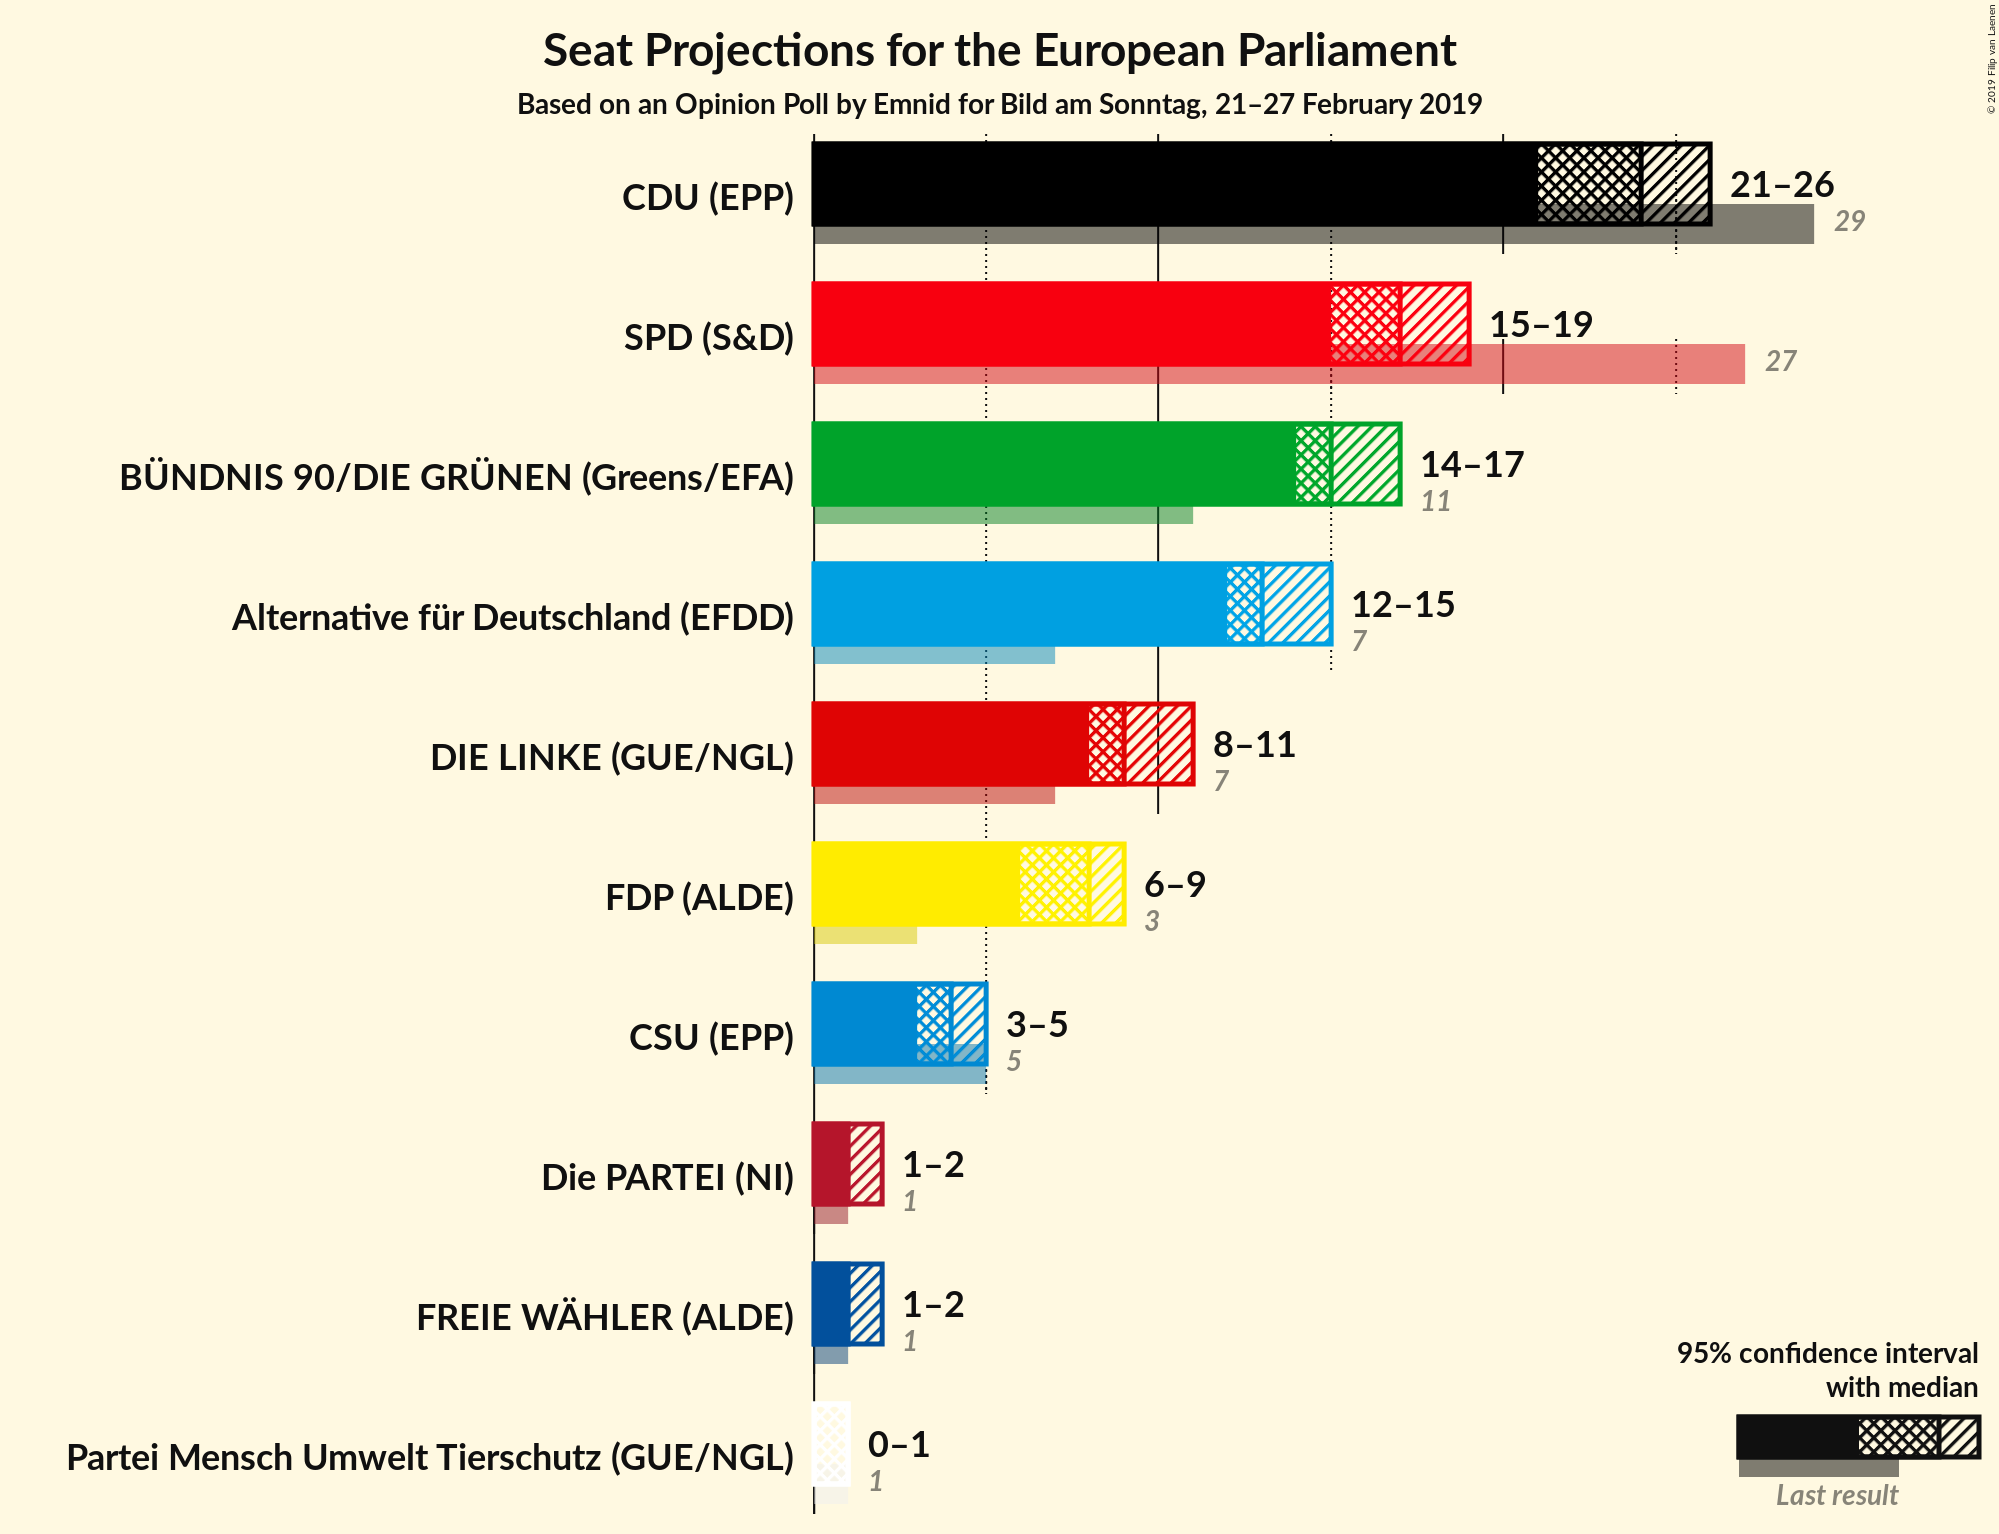 Seat Projections for the European Parliament
Based on an Opinion Poll by Emnid for Bild am Sonntag, 21–27 February 2019
© 2019 Filip van Laenen
CDU (EPP)
21–26
29
SPD (S&D)
15–19
27
BÜNDNIS 90/DIE GRÜNEN (Greens/EFA)
14–17
11
Alternative für Deutschland (EFDD)
12–15
7
DIE LINKE (GUE/NGL)
8–11
7
FDP (ALDE)
6–9
3
CSU (EPP)
3–5
5
Die PARTEI (NI)
1–2
1
FREIE WÄHLER (ALDE)
1–2
1
Partei Mensch Umwelt Tierschutz (GUE/NGL)
0–1
1
95% confidence interval
with median
Last result